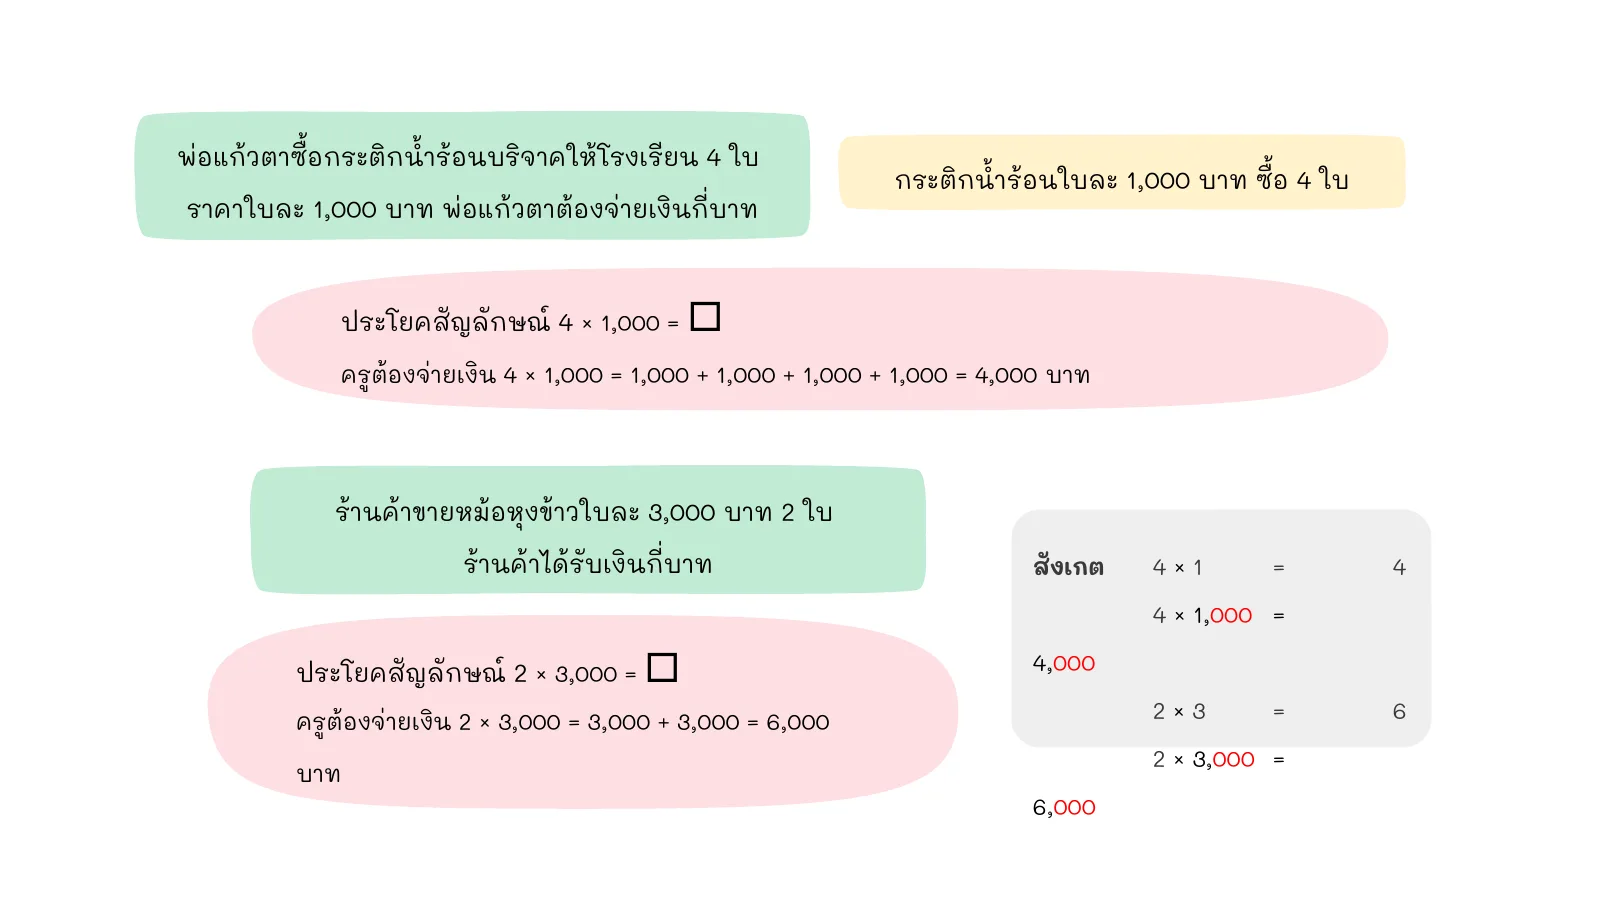 พ่อแก้วตาซื้อกระติกน้ำร้อนบริจาคให้โรงเรียน 4 ใบ
ราคาใบละ 1,000 บาท พ่อแก้วตาต้องจ่ายเงินกี่บาท
กระติกน้ำร้อนใบละ 1,000 บาท ซื้อ 4 ใบ
ประโยคสัญลักษณ์ 4 × 1,000 = □
ครูต้องจ่ายเงิน 4 × 1,000 = 1,000 + 1,000 + 1,000 + 1,000 = 4,000 บาท
ร้านค้าขายหม้อหุงข้าวใบละ 3,000 บาท 2 ใบ
ร้านค้าได้รับเงินกี่บาท
ประโยคสัญลักษณ์ 2 × 3,000 = □
ครูต้องจ่ายเงิน 2 × 3,000 = 3,000 + 3,000 = 6,000
บาท
สังเกต 4 × 1 = 4
4 × 1,000 =
4,000
2 × 3 = 6
2 × 3,000 =
6,000